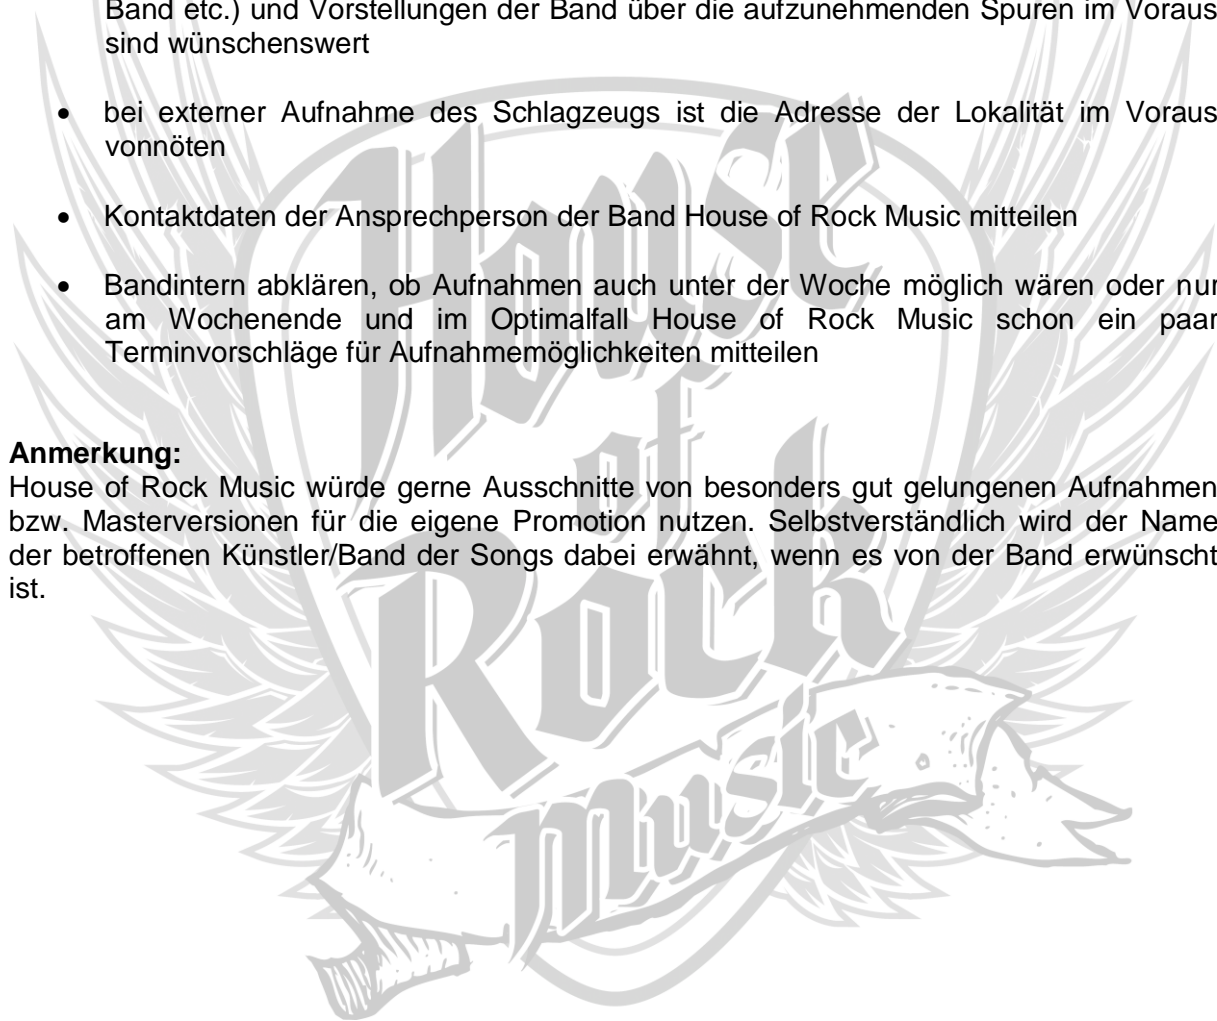 Band etc.) und Vorstellungen der Band über die aufzunehmenden Spuren im Voraus
sind wünschenswert
• bei externer Aufnahme des Schlagzeugs ist die Adresse der Lokalität im Voraus
vonnöten
• Kontaktdaten der Ansprechperson der Band House of Rock Music mitteilen
• Bandintern abklären, ob Aufnahmen auch unter der Woche möglich wären oder nur
am Wochenende und im Optimalfall House of Rock Music schon ein paar
Terminvorschläge für Aufnahmemöglichkeiten mitteilen
Anmerkung:
House of Rock Music würde gerne Ausschnitte von besonders gut gelungenen Aufnahmen
bzw. Masterversionen für die eigene Promotion nutzen. Selbstverständlich wird der Name
der betroffenen Künstler/Band der Songs dabei erwähnt, wenn es von der Band erwünscht
ist.
House
of
Rock
Music